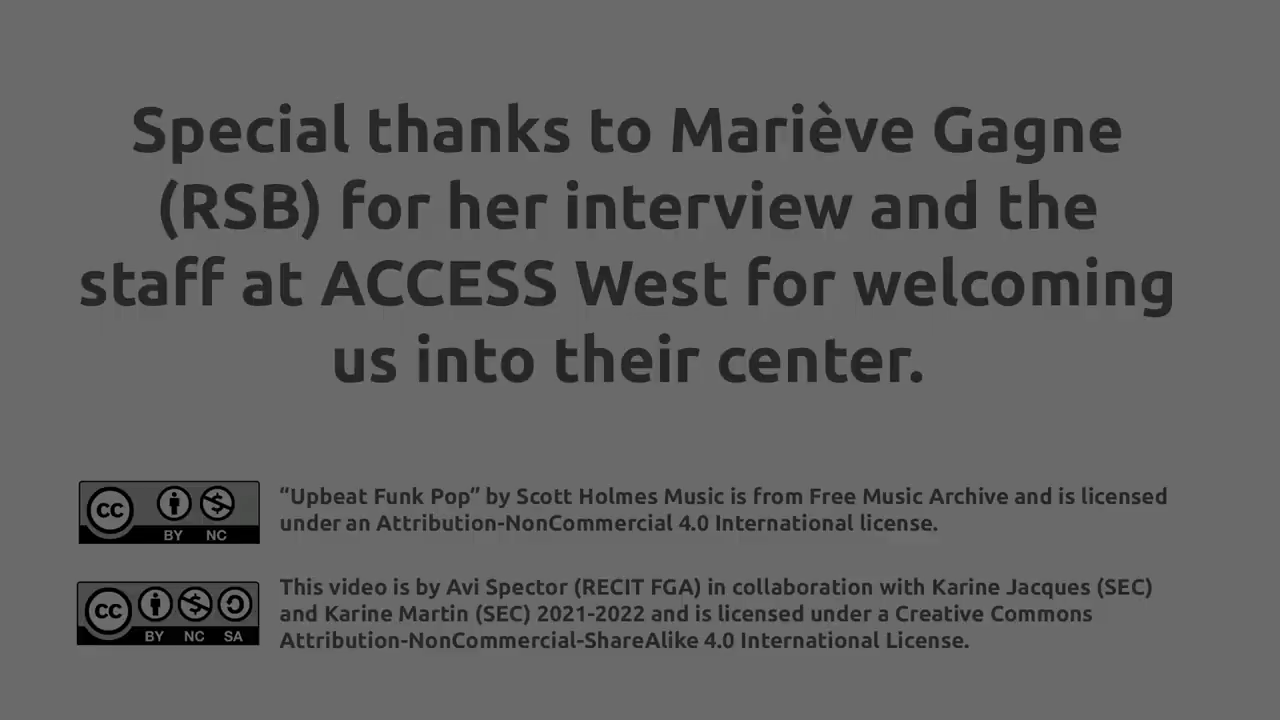 Special thanks to Mariève Gagne
(RSB) for her interview and the
staff at ACCESS West for welcoming
us into their center.
CC BY NC
“Upbeat Funk Pop” by Scott Holmes Music is from Free Music Archive and is licensed
under an Attribution-NonCommercial 4.0 International license.
CC BY NC SA
This video is by Avi Spector (RECIT FGA) in collaboration with Karine Jacques (SEC)
and Karine Martin (SEC) 2021-2022 and is licensed under a Creative Commons
Attribution-NonCommercial-ShareAlike 4.0 International License.